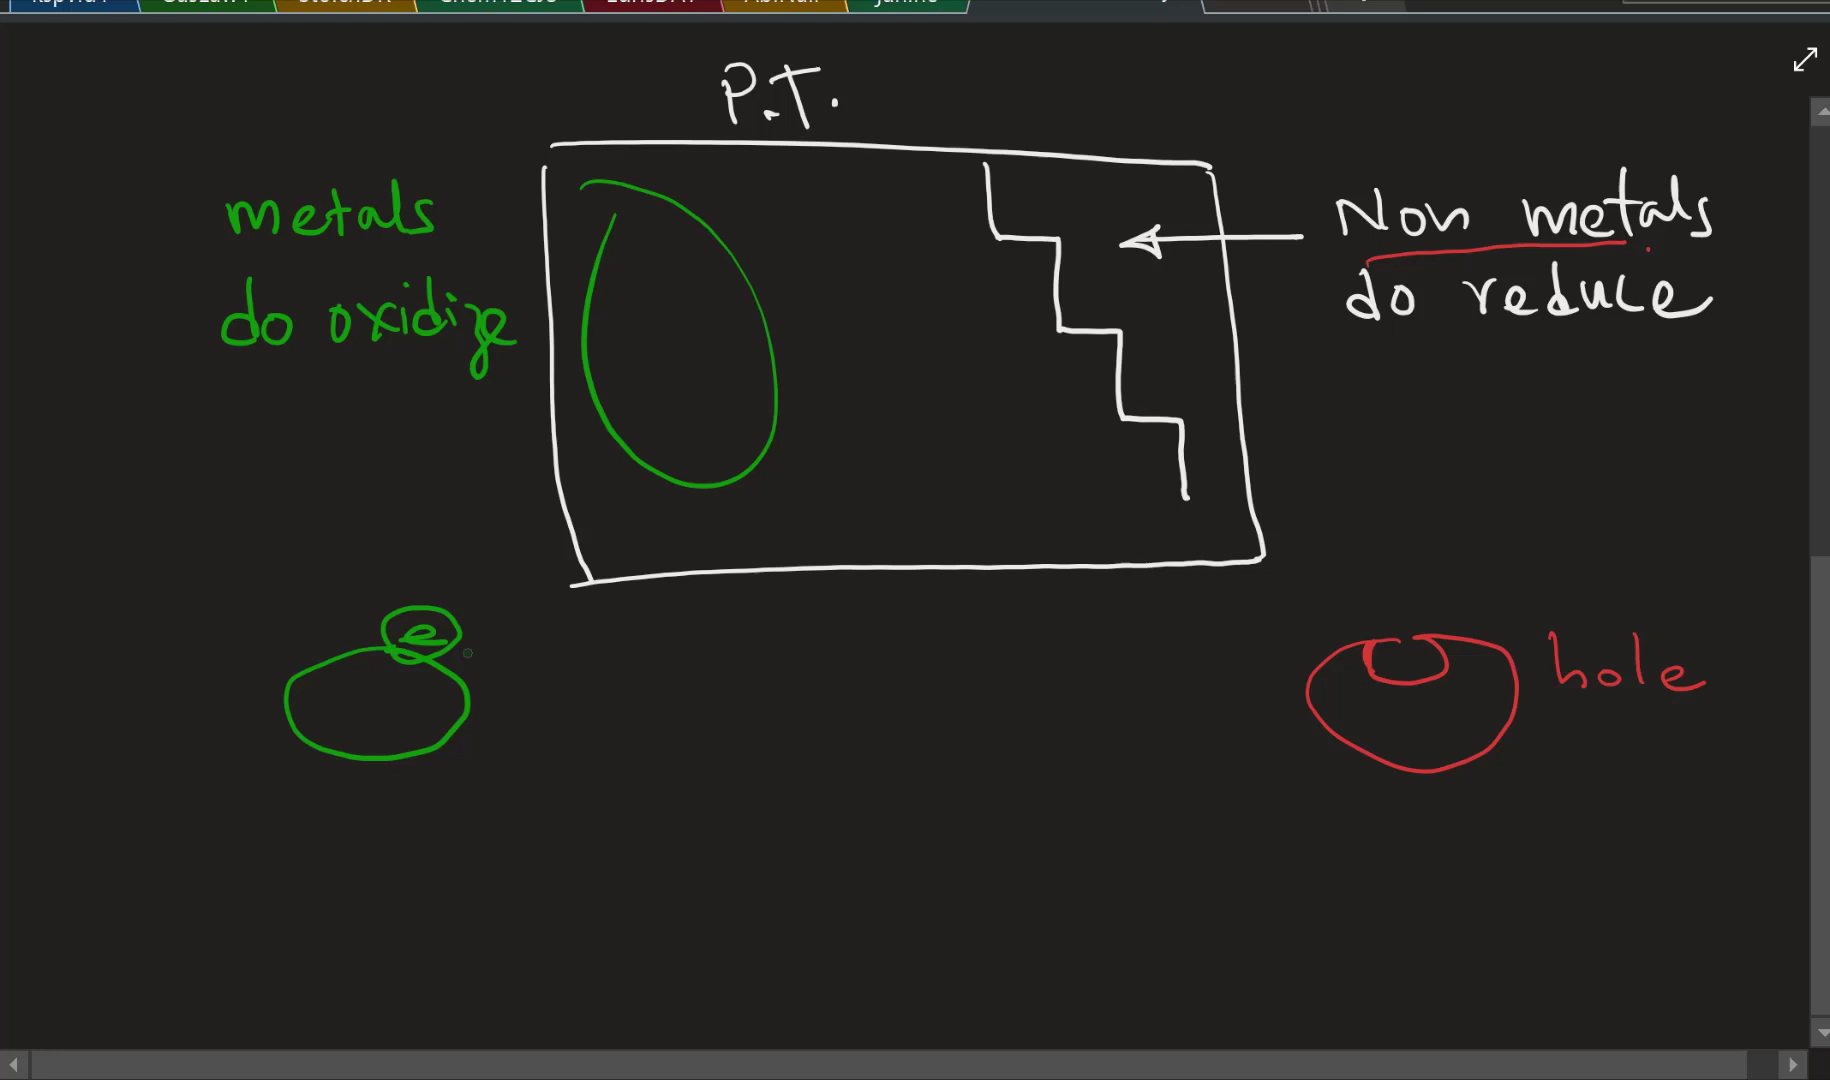 P.T.
metals
do oxidize
Non metals
do reduce
e
hole